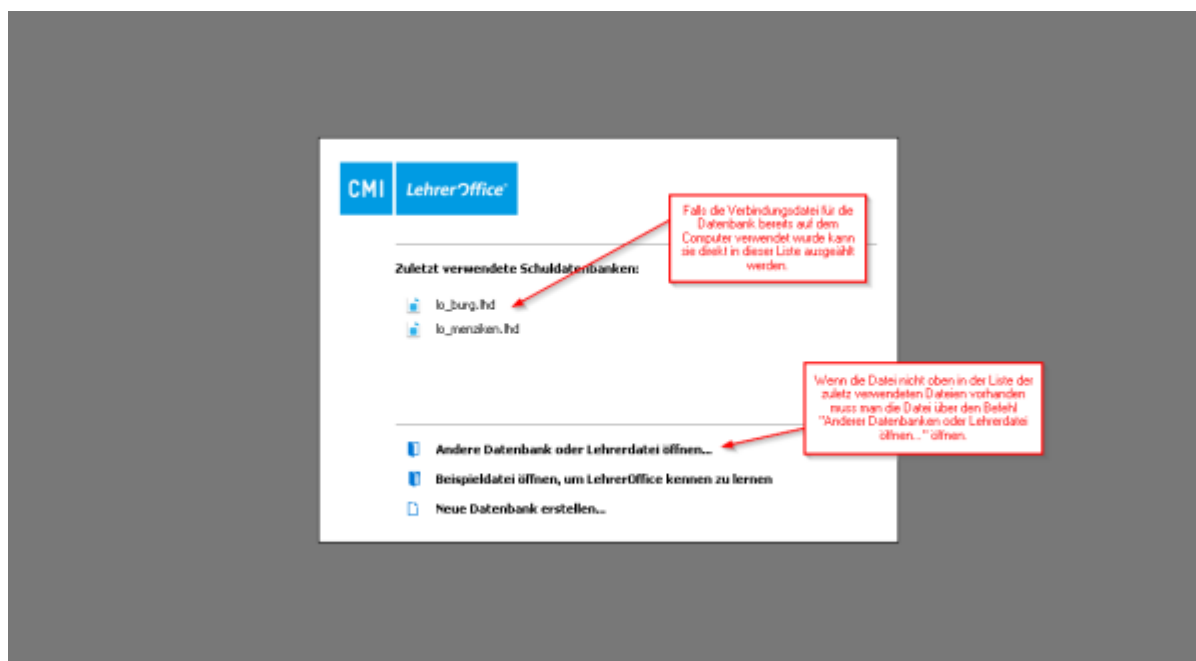 CMI LehrerOffice
Falls die Verbindungsdatei für die
Datenbank bereits auf dem
Computer verwendet wurde kann
sie direkt in dieser Liste ausgeählt
werden.
Zuletzt verwendete Schuldatenbanken:
lo_burg.lhd
lo_menziken.lhd
Wenn die Datei nicht oben in der Liste der
zuletz verwendeten Dateien vorhanden
muss man die Datei über den Befehl
"Anderer Datenbanken oder Lehrerdatei
öffnen..." öffnen.
Andere Datenbank oder Lehrerdatei öffnen...
Beispieldatei öffnen, um LehrerOffice kennen zu lernen
Neue Datenbank erstellen...